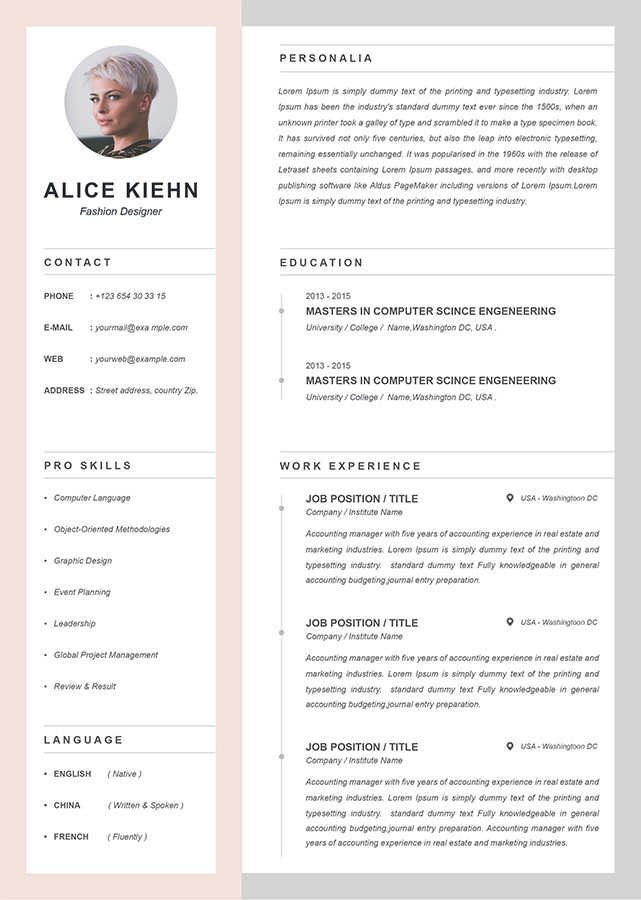 ALICE KIEHN
Fashion Designer
CONTACT
PHONE : +123 654 30 33 15
E-MAIL : yourmail@exa mple.com
WEB : yourweb@example.com
ADDRESS : Street address, country Zip.
PRO SKILLS
• Computer Language
• Object-Oriented Methodologies
• Graphic Design
• Event Planning
• Leadership
• Global Project Management
• Review & Result
LANGUAGE
• ENGLISH ( Native )
• CHINA ( Written & Spoken )
• FRENCH ( Fluently )
PERSONALIA
Lorem Ipsum is simply dummy text of the printing and typesetting industry. Lorem
Ipsum has been the industry's standard dummy text ever since the 1500s, when an
unknown printer took a galley of type and scrambled it to make a type specimen book.
It has survived not only five centuries, but also the leap into electronic typesetting,
remaining essentially unchanged. It was popularised in the 1960s with the release of
Letraset sheets containing Lorem Ipsum passages, and more recently with desktop
publishing software like Aldus PageMaker including versions of Lorem Ipsum.Lorem
Ipsum is simply dummy text of the printing and typesetting industry.
EDUCATION
2013 - 2015
MASTERS IN COMPUTER SCINCE ENGENEERING
University / College / Name,Washington DC, USA .
2013 - 2015
MASTERS IN COMPUTER SCINCE ENGENEERING
University / College / Name,Washington DC, USA .
WORK EXPERIENCE
JOB POSITION / TITLE USA - Washingtoon DC
Company / Institute Name
Accounting manager with five years of accounting experience in real estate and
marketing industries. Lorem Ipsum is simply dummy text of the printing and
typesetting industry. standard dummy text Fully knowledgeable in general
accounting budgeting,journal entry preparation.
JOB POSITION / TITLE USA - Washingtoon DC
Company / Institute Name
Accounting manager with five years of accounting experience in real estate and
marketing industries. Lorem Ipsum is simply dummy text of the printing and
typesetting industry. standard dummy text Fully knowledgeable in general
accounting budgeting,journal entry preparation.
JOB POSITION / TITLE USA - Washingtoon DC
Company / Institute Name
Accounting manager with five years of accounting experience in real estate and
marketing industries. Lorem Ipsum is simply dummy text of the printing and
typesetting industry. standard dummy text Fully knowledgeable in general
accounting budgeting,journal entry preparation. Accounting manager with five
years of accounting experience in real estate and marketing industries.